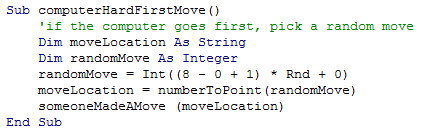 Sub computerHardFirstMove()
    'if the computer goes first, pick a random move
    Dim moveLocation As String
    Dim randomMove As Integer
    randomMove = Int((8 - 0 + 1) * Rnd + 0)
    moveLocation = numberToPoint(randomMove)
    someoneMadeAMove (moveLocation)
End Sub